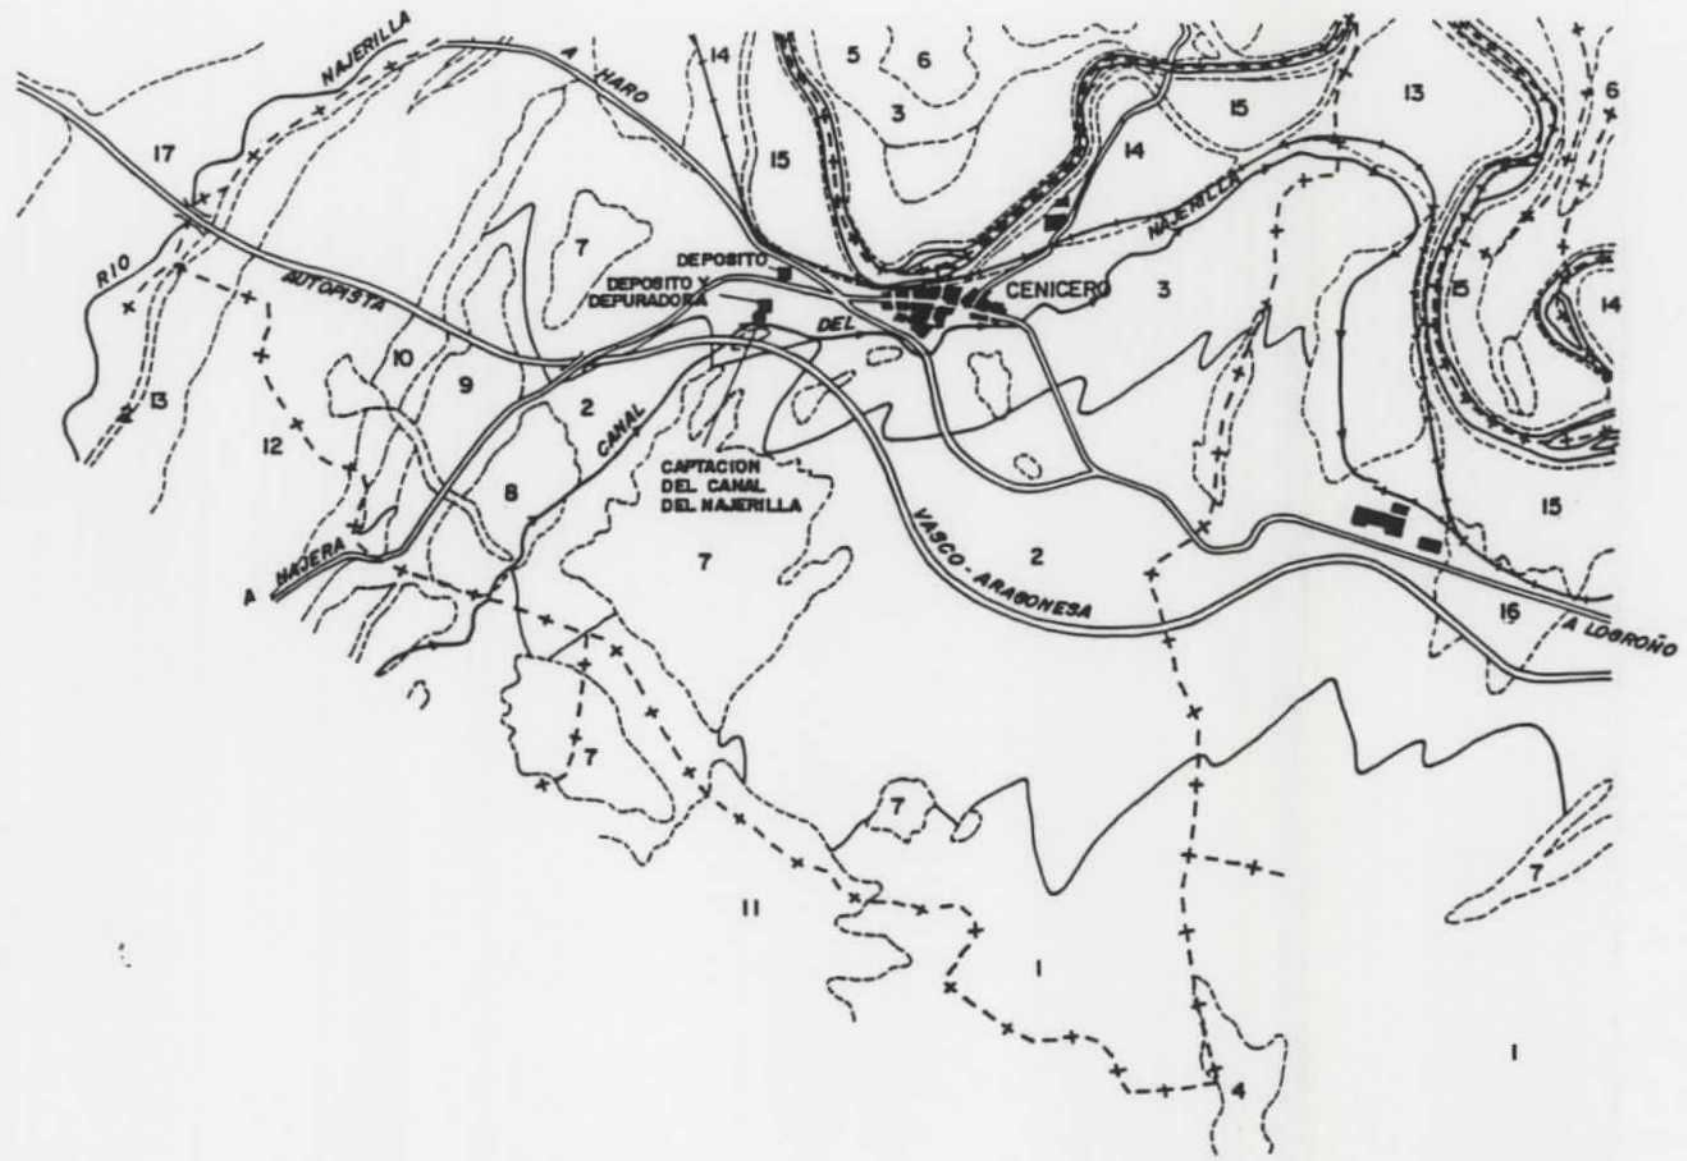 NAJERILLA
A HARO
14
5
6
3
15
13
6
17
15
14
15
NAJERILLA
7
RIO
DEPOSITO
DEPOSITO Y
DEPURADORA
AUTOPISTA
CENICERO
3
DEL
15
14
10
9
13
2
12
CANAL
2
8
CAPTACION
DEL CANAL
DEL NAJERILLA
15
7
VASCO-ARAGONESA
2
A NAJERA
16
A LOGROÑO
7
7
7
11
1
1
4